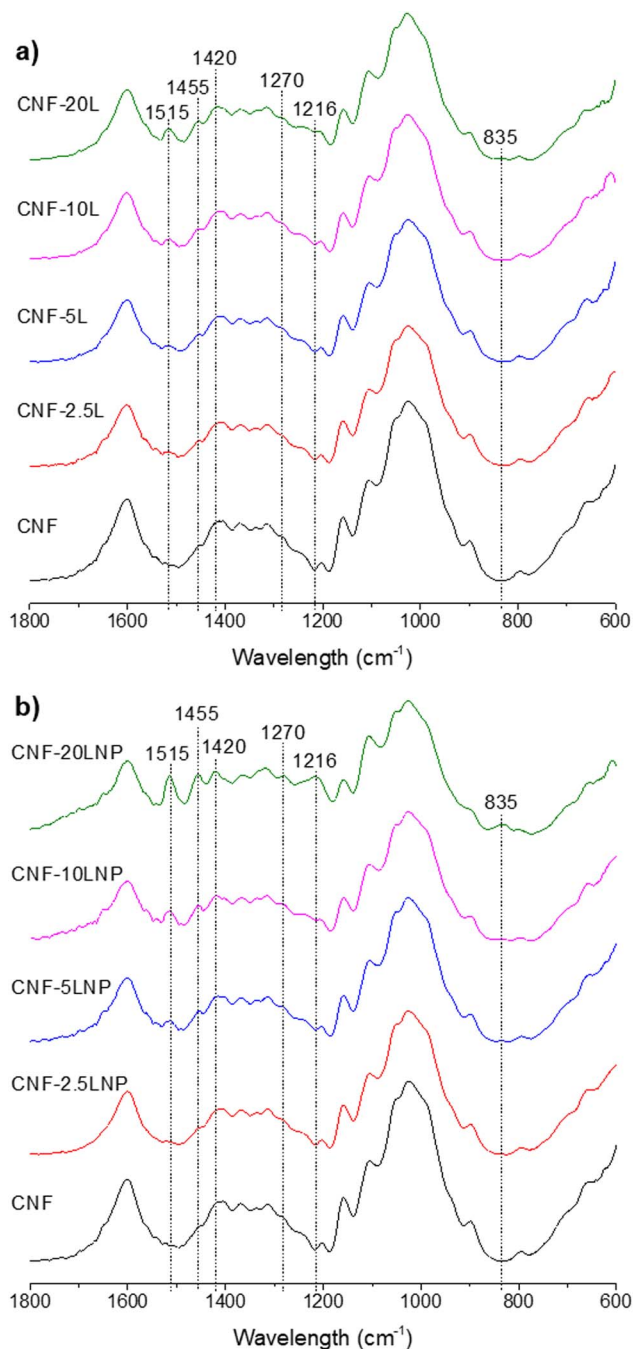 a)
1420
1455
1270
CNF-20L
1515
1216
835
CNF-10L
CNF-5L
CNF-2.5L
CNF
1800 1600 1400 1200 1000 800 600
Wavelength (cm-1)
b)
1455
1420
1270
CNF-20LNP
1515
1216
835
CNF-10LNP
CNF-5LNP
CNF-2.5LNP
CNF
1800 1600 1400 1200 1000 800 600
Wavelength (cm-1)